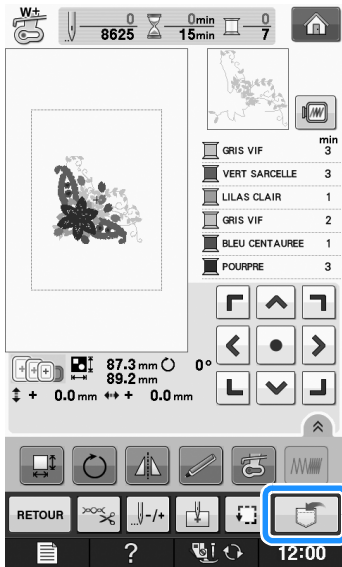 W+
0 0min 0
8625 15min 7
min
GRIS VIF 3
VERT SARCELLE 3
LILAS CLAIR 1
GRIS VIF 2
BLEU CENTAUREE 1
POURPRE 3
87.3 mm 0°
89.2 mm
+ 0.0 mm + 0.0 mm
RETOUR -/+
? 12:00